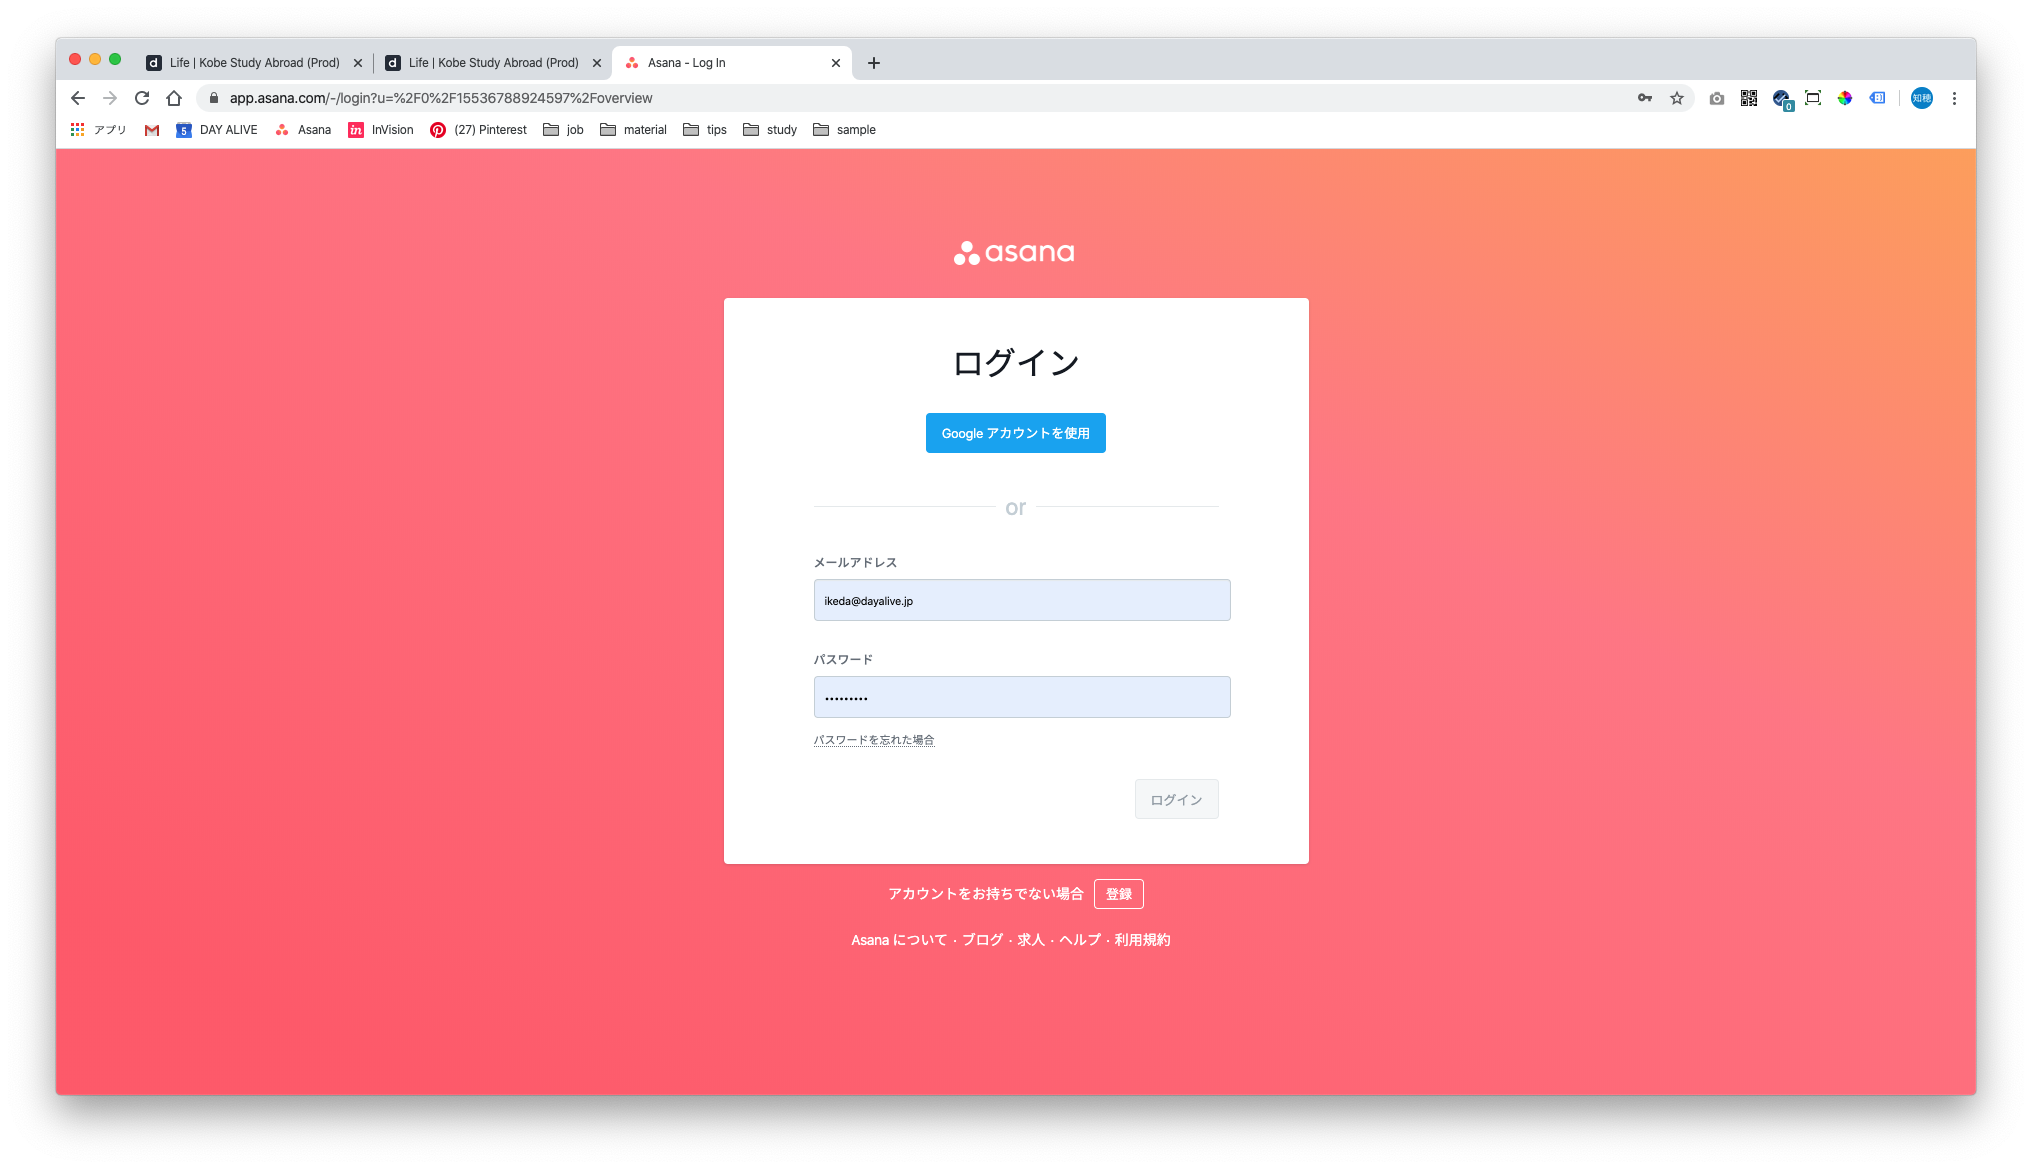 Life | Kobe Study Abroad (Prod)
Life | Kobe Study Abroad (Prod)
Asana - Log In
app.asana.com/-/login?u=%2F0%2F15536788924597%2Foverview
0
知穂
アプリ
5 DAY ALIVE
Asana
in InVision
(27) Pinterest
job
material
tips
study
sample
asana
ログイン
Google アカウントを使用
or
メールアドレス
ikeda@dayalive.jp
パスワード
•••••••••
パスワードを忘れた場合
ログイン
アカウントをお持ちでない場合 登録
Asana について · ブログ · 求人 · ヘルプ · 利用規約